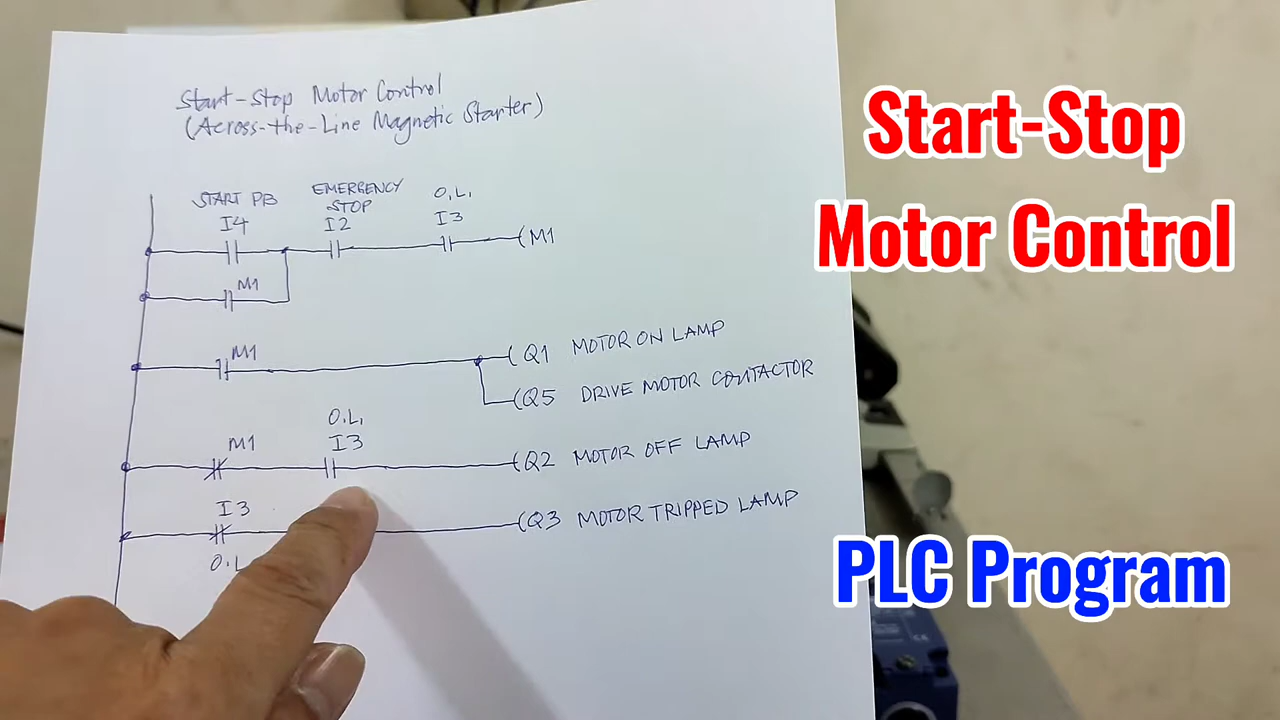 Start-Stop Motor Control
(Across-the-Line Magnetic Starter)
START PB
I4
EMERGENCY
STOP
I2
O.L.
I3
M1
M1
M1
Q1 MOTOR ON LAMP
Q5 DRIVE MOTOR CONTACTOR
M1
O.L.
I3
Q2 MOTOR OFF LAMP
I3
O.L
Q3 MOTOR TRIPPED LAMP
Start-Stop
Motor Control
PLC Program